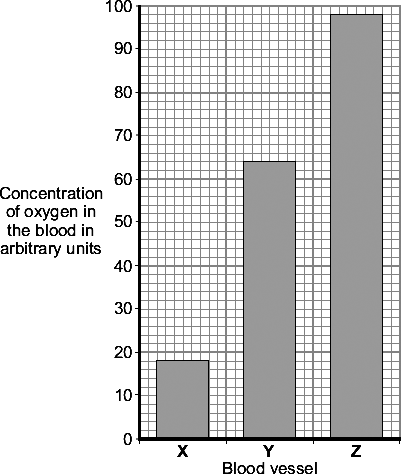 100
90
80
70
60
50
40
30
20
10
0
Concentration
of oxygen in
the blood in
arbitrary units
X Y Z
Blood vessel